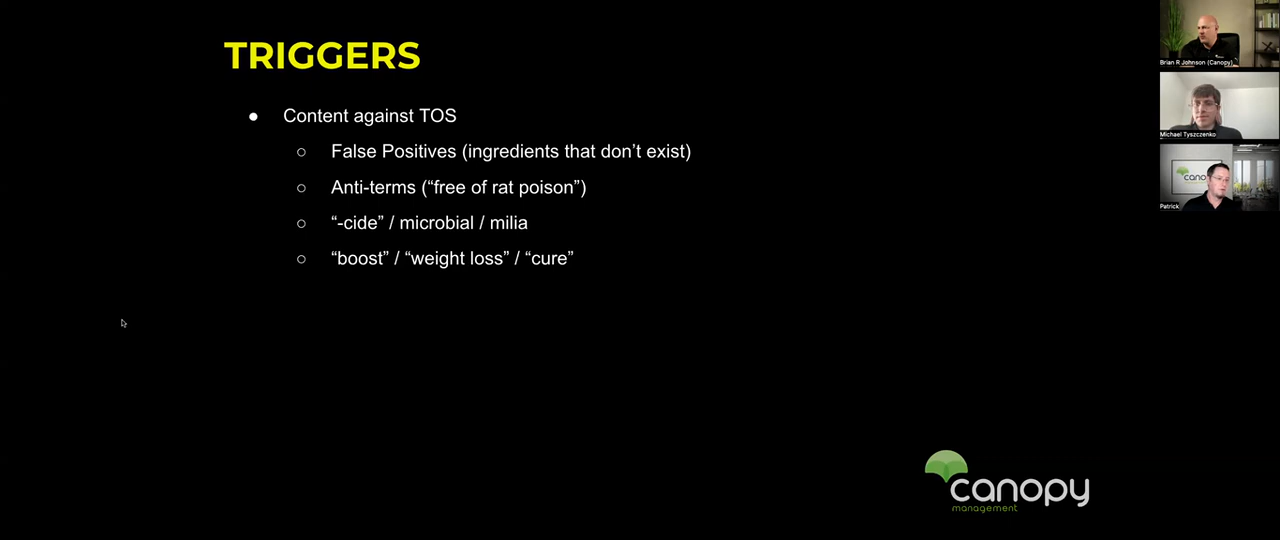 TRIGGERS
● Content against TOS
○ False Positives (ingredients that don’t exist)
○ Anti-terms (“free of rat poison”)
○ “-cide” / microbial / milia
○ “boost” / “weight loss” / “cure”
Brian R Johnson (Canopy)
Michael Tyszczenko
Patrick
canopy
management